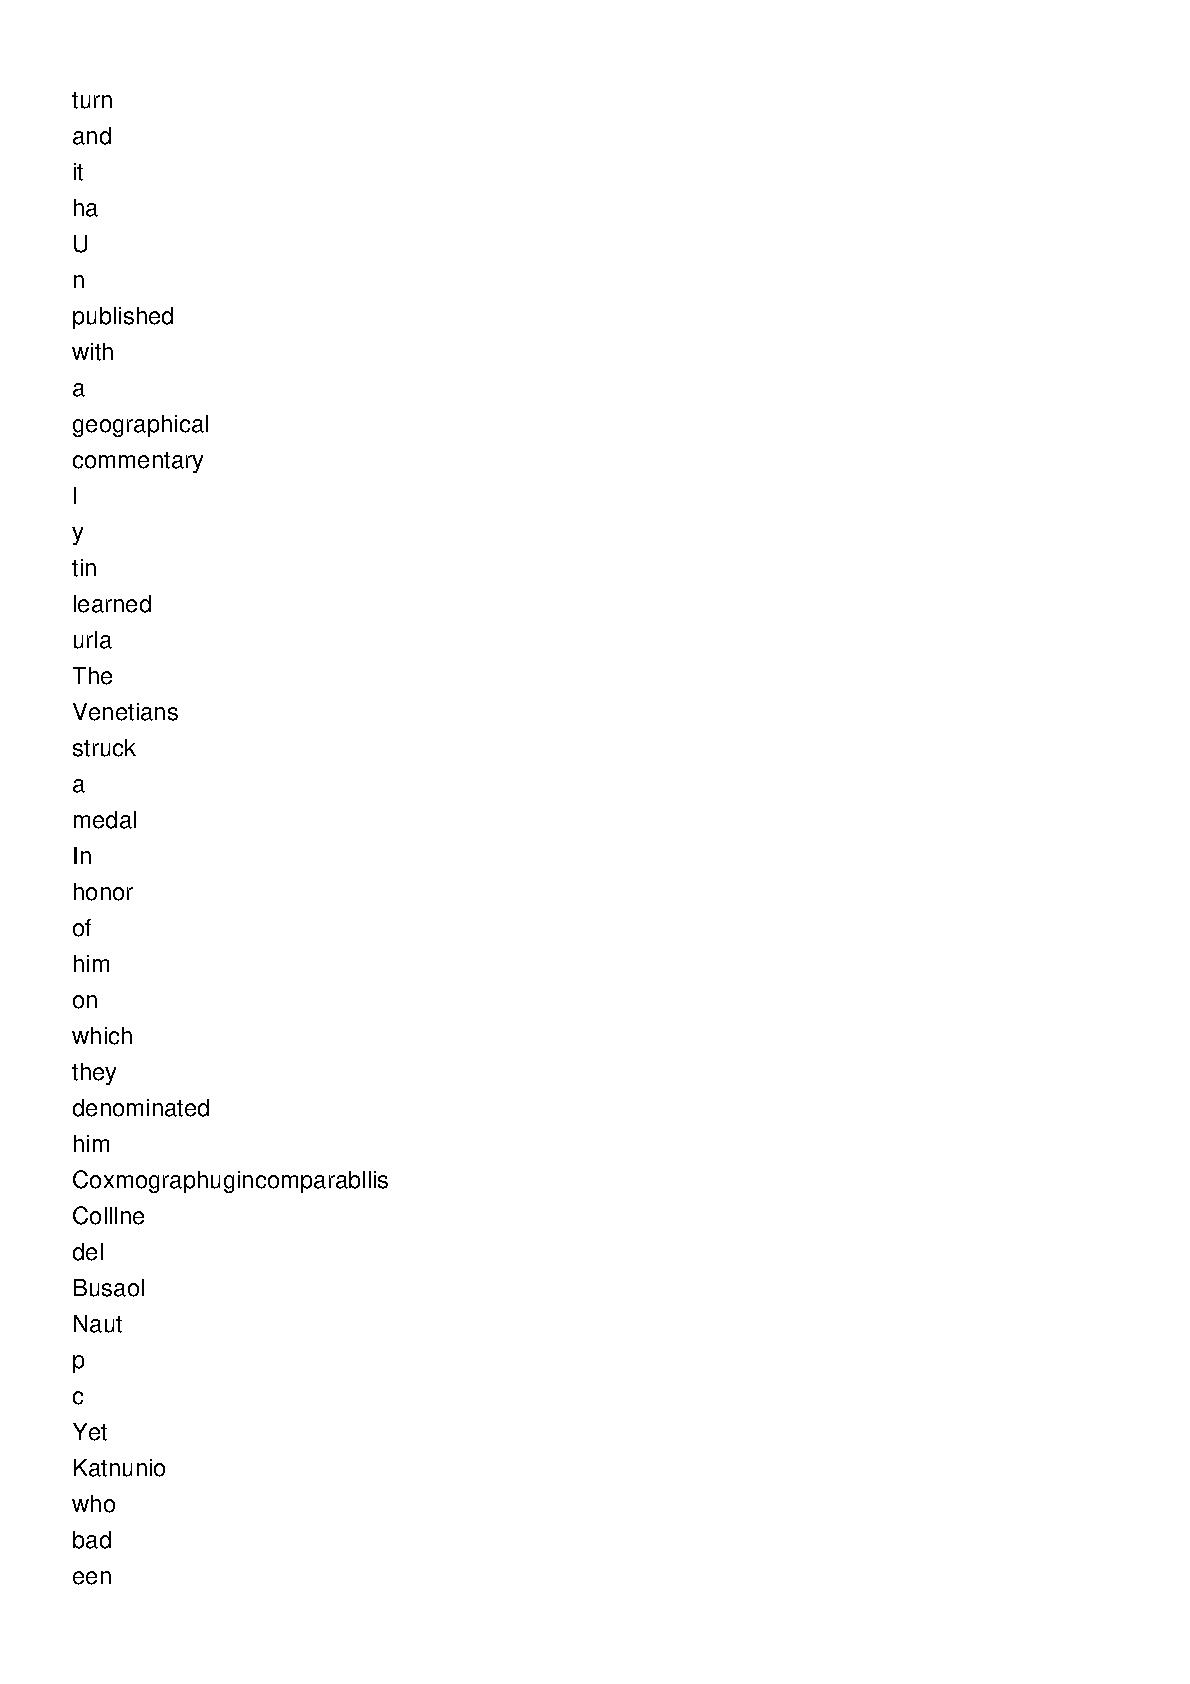 turn
and
it
ha
U
n
published
with
a
geographical
commentary
l
y
tin
learned
urla
The
Venetians
struck
a
medal
In
honor
of
him
on
which
they
denominated
him
Coxmographugincomparabllis
Colllne
del
Busaol
Naut
p
c
Yet
Katnunio
who
bad
een